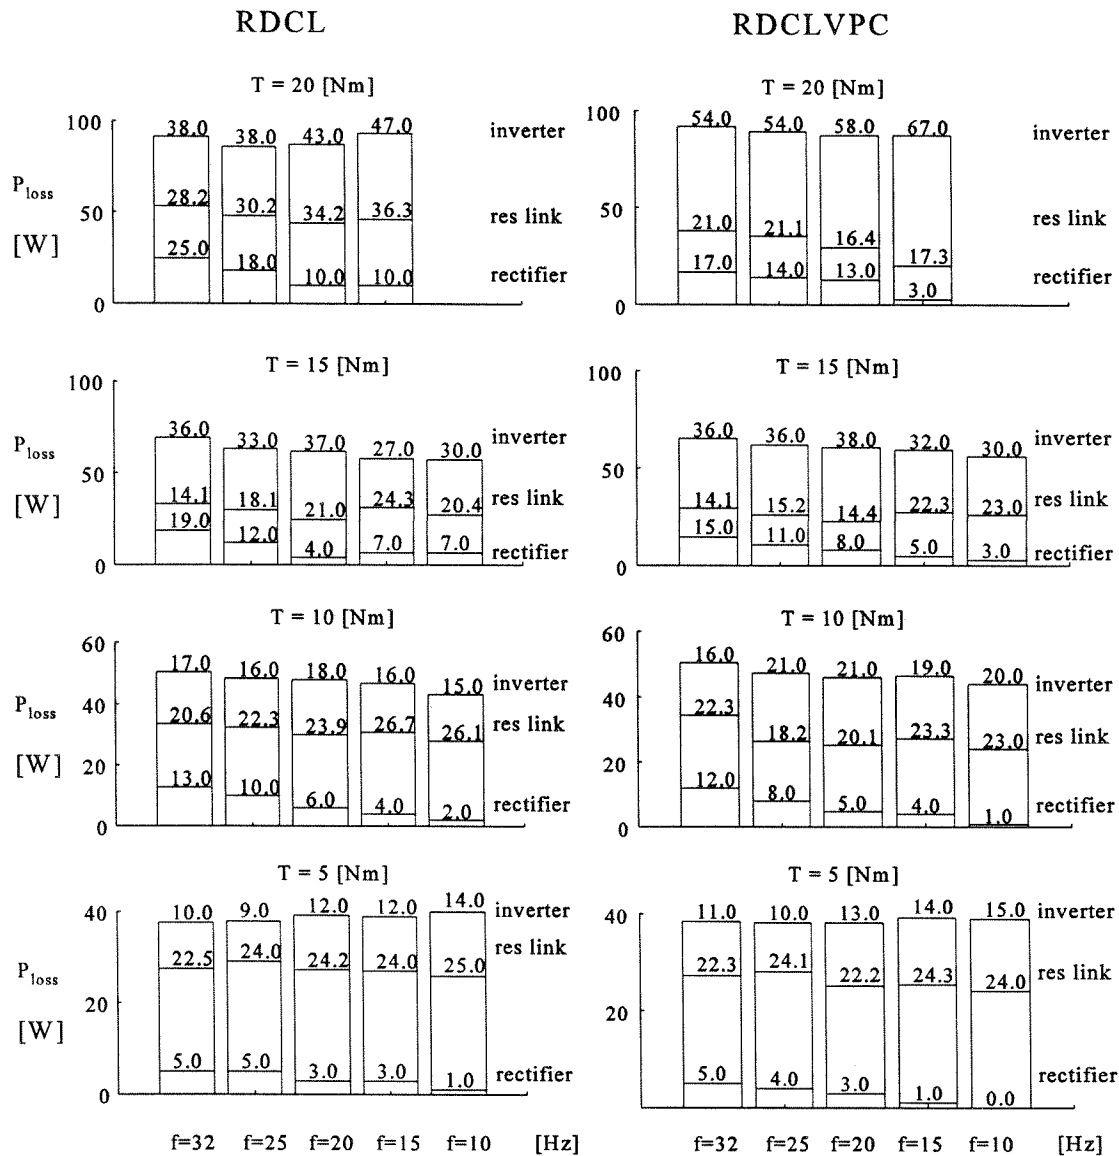 RDCL RDCLVPC
T = 20 [Nm] T = 20 [Nm]
100 38.0 38.0 43.0 47.0 inverter 100 54.0 54.0 58.0 67.0 inverter
P_loss
28.2 30.2 34.2 36.3 res link 21.0 21.1 16.4 17.3 res link
50 50
[W]
25.0 18.0 10.0 10.0 rectifier 17.0 14.0 13.0 3.0 rectifier
0 0
T = 15 [Nm] T = 15 [Nm]
100 100
36.0 33.0 37.0 27.0 30.0 inverter 36.0 36.0 38.0 32.0 30.0 inverter
P_loss
50 50
14.1 18.1 21.0 24.3 20.4 res link 14.1 15.2 14.4 22.3 23.0 res link
[W]
19.0 12.0 4.0 7.0 7.0 rectifier 15.0 11.0 8.0 5.0 3.0 rectifier
0 0
T = 10 [Nm] T = 10 [Nm]
60 60
17.0 16.0 18.0 16.0 15.0 inverter 16.0 21.0 21.0 19.0 20.0 inverter
P_loss
40 40
20.6 22.3 23.9 26.7 26.1 res link 22.3 18.2 20.1 23.3 23.0 res link
[W]
20 20
13.0 10.0 6.0 4.0 2.0 rectifier 12.0 8.0 5.0 4.0 1.0 rectifier
0 0
T = 5 [Nm] T = 5 [Nm]
40 10.0 9.0 12.0 12.0 14.0 inverter 40 11.0 10.0 13.0 14.0 15.0 inverter
22.5 24.0 24.2 24.0 25.0 res link 22.3 24.1 22.2 24.3 24.0 res link
P_loss
20 20
[W]
5.0 5.0 3.0 3.0 1.0 rectifier 5.0 4.0 3.0 1.0 0.0 rectifier
0
f=32 f=25 f=20 f=15 f=10 [Hz] f=32 f=25 f=20 f=15 f=10 [Hz]